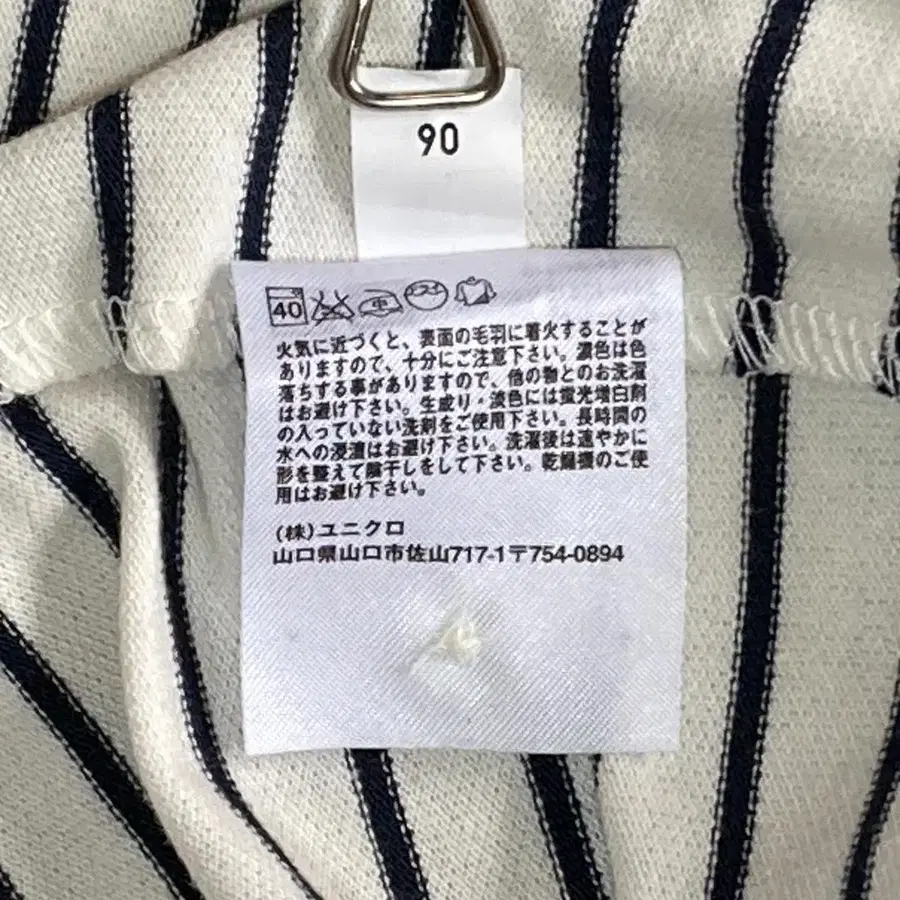 90
40 中 ドライ
火気に近づくと、表面の毛羽に着火することが
ありますので、十分にご注意下さい。濃色は色
落ちする事がありますので、他の物とのお洗濯
はお避け下さい。生成り・淡色には蛍光増白剤
の入っていない洗剤をご使用下さい。長時間の
水への浸漬はお避け下さい。洗濯後は速やかに
形を整えて陰干しをして下さい。乾燥機のご使
用はお避け下さい。
(株)ユニクロ
山口県山口市佐山717-1〒754-0894